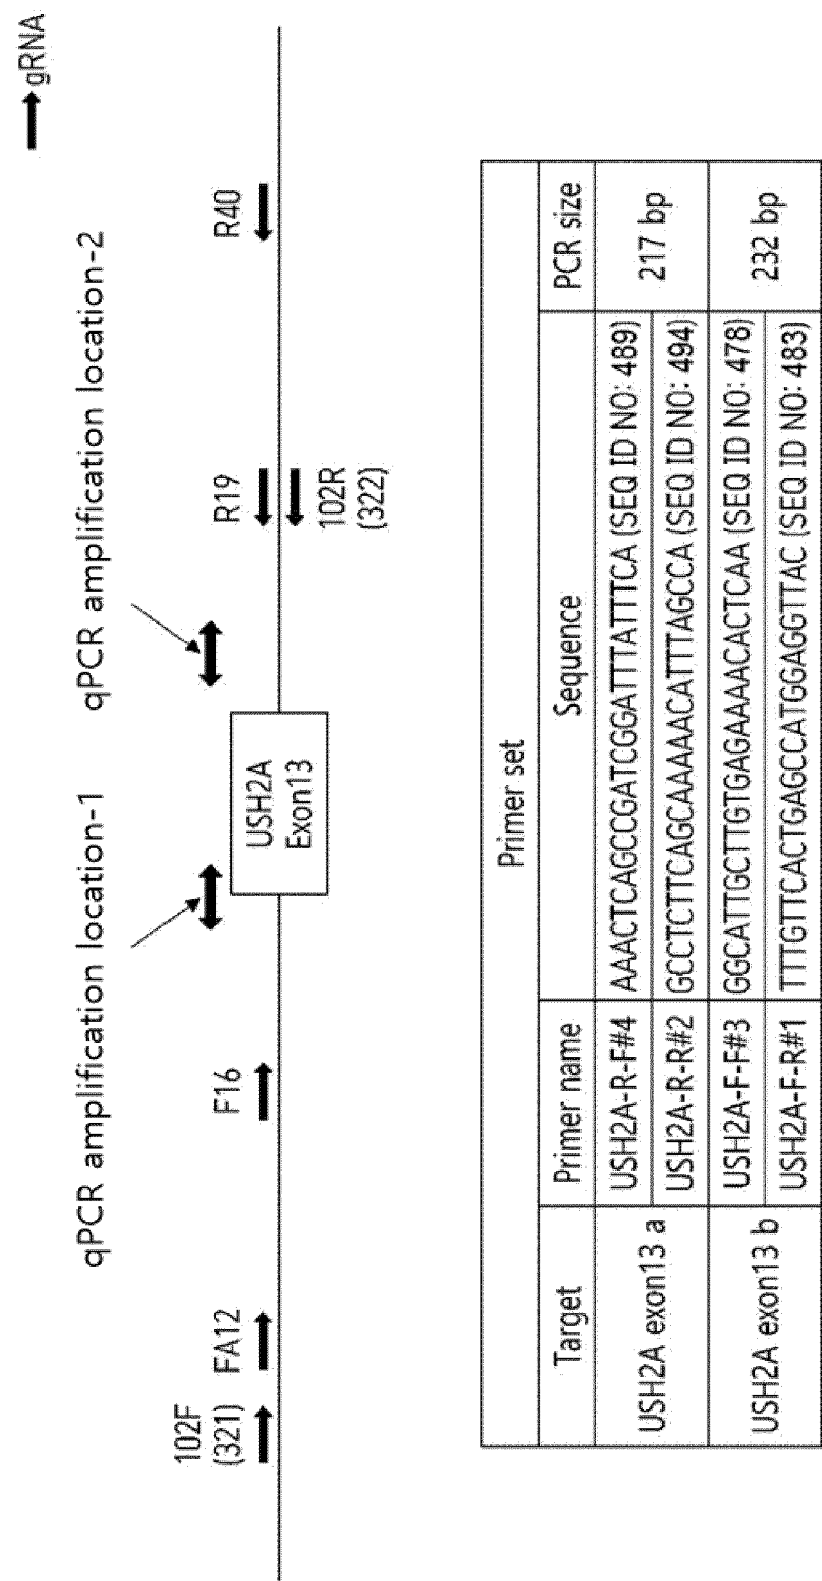 gRNA
qPCR amplification location-1
qPCR amplification location-2
102F
(321)
FA12
F16
USH2A
Exon13
R19
102R
(322)
R40
Primer set
Target Primer name Sequence PCR size
USH2A exon13 a USH2A-R-F#4 AAACTCAGCCGATCGGATTTATTTCA (SEQ ID NO: 489) 217 bp
USH2A-R-R#2 GCCTCTTCAGCAAAAACATTTAGCCA (SEQ ID NO: 494)
USH2A exon13 b USH2A-F-F#3 GGCATTGCTTGTGAGAAAACACTCAA (SEQ ID NO: 478) 232 bp
USH2A-F-R#1 TTTGTTCACTGAGCCATGGAGGTTAC (SEQ ID NO: 483)